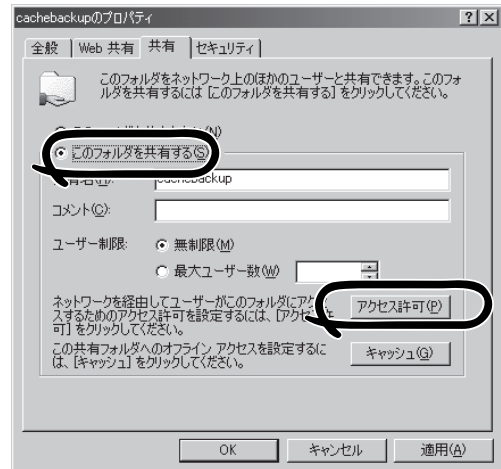 cachebackupのプロパティ
全般 Web 共有 共有 セキュリティ
このフォルダをネットワーク上のほかのユーザーと共有できます。このフォ
ルダを共有するには [このフォルダを共有する] をクリックしてください。
(N)
このフォルダを共有する(S)
cachebackup
コメント(C):
ユーザー制限: 無制限(M)
最大ユーザー数(W)
ネットワークを経由してユーザーがこのフォルダにアク
スするためのアクセス許可を設定するには、[アクセ
可] をクリックしてください。
アクセス許可(P)
この共有フォルダへのオフライン アクセスを設定するに
は、[キャッシュ] をクリックしてください。
キャッシュ(G)
OK キャンセル 適用(A)